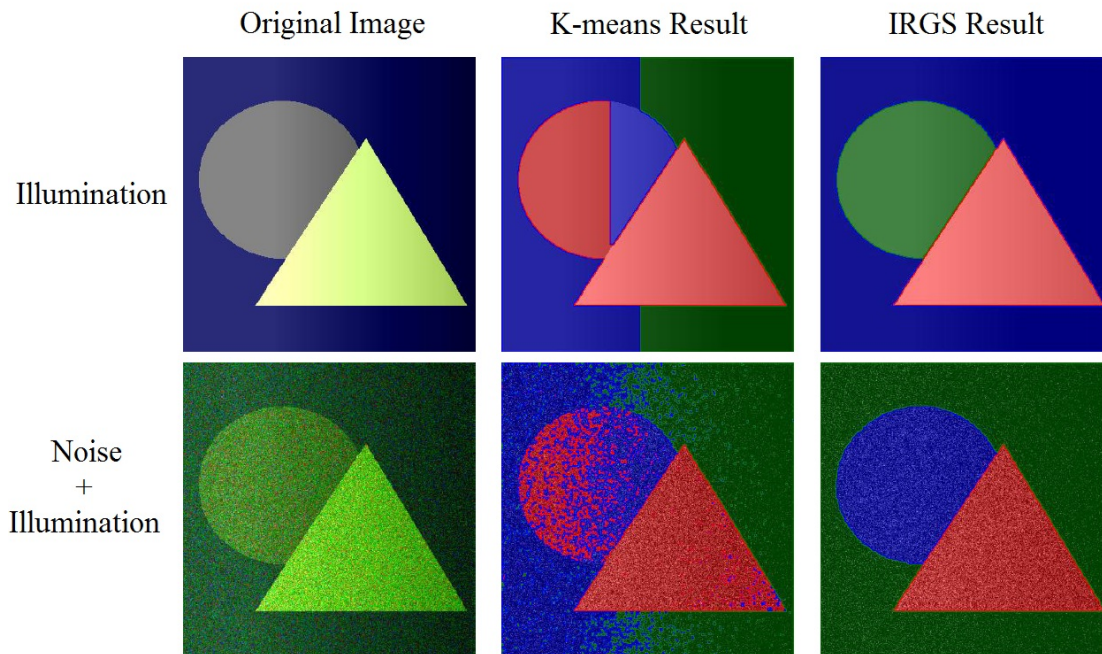 Original Image
K-means Result
IRGS Result
Illumination
Noise
+
Illumination